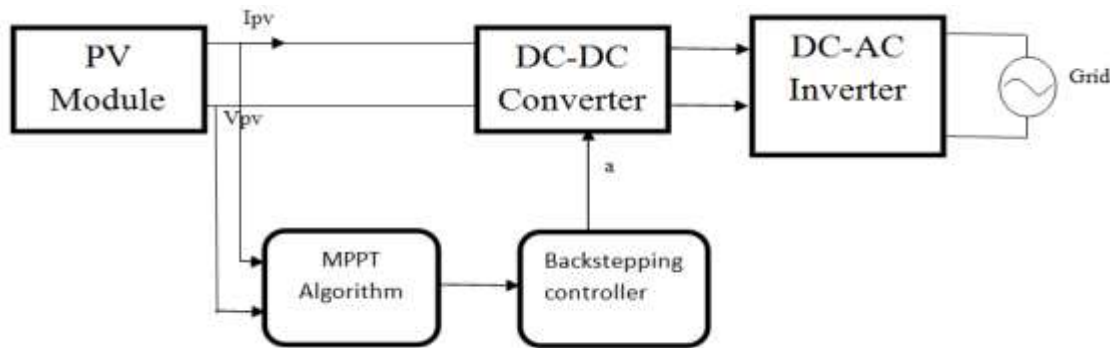 Ipv
PV
Module
DC-DC
Converter
DC-AC
Inverter
Grid
Vpv
a
MPPT
Algorithm
Backstepping
controller